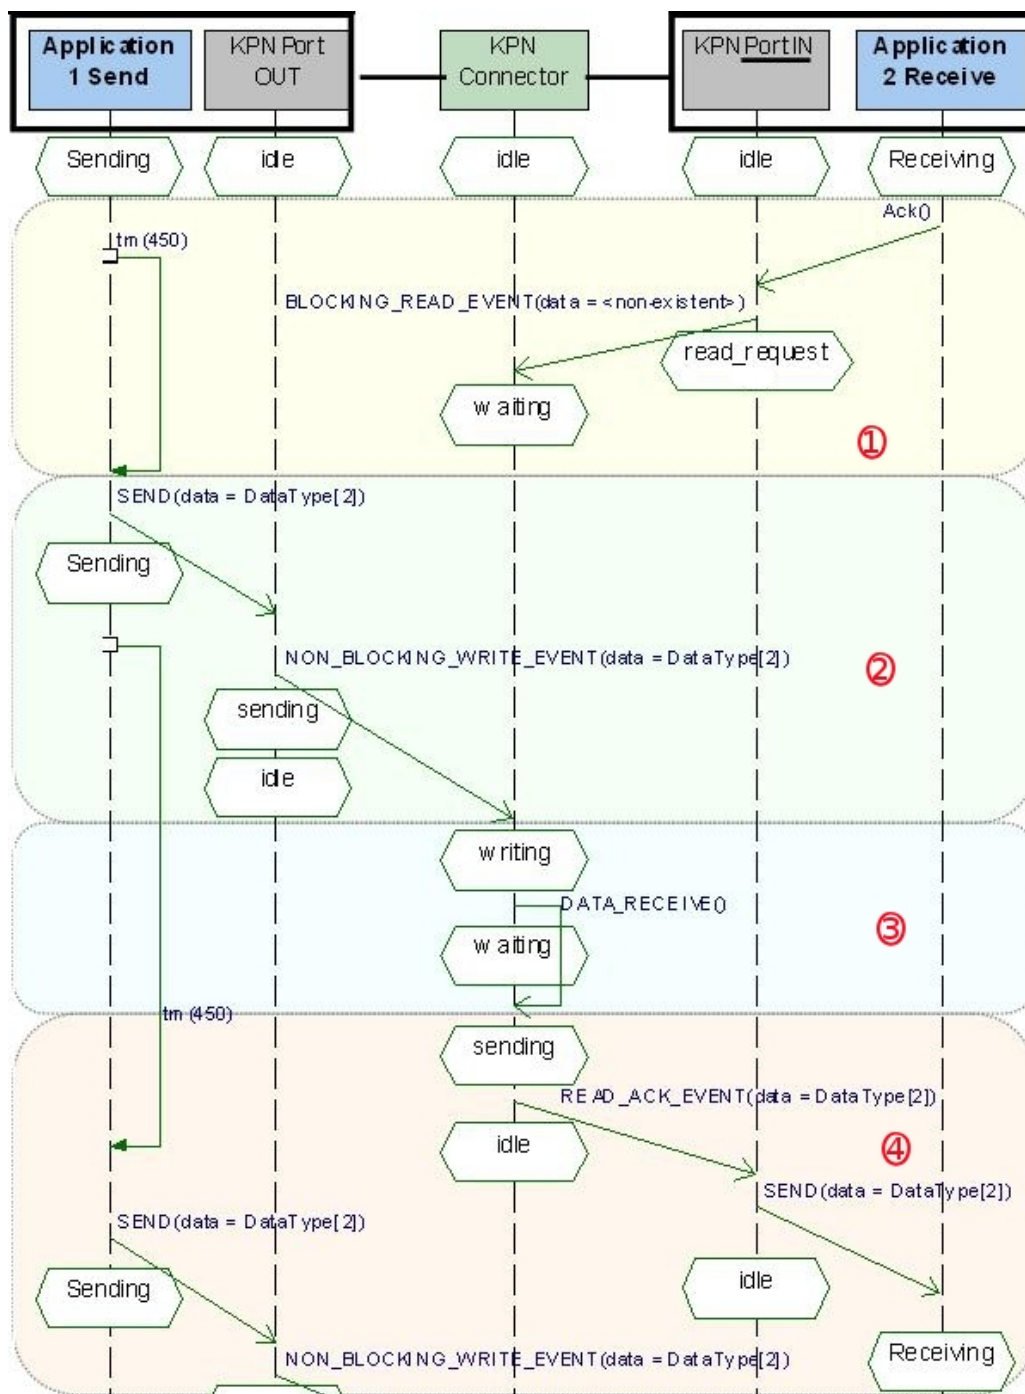 Application
1 Send
KPN Port
OUT
KPN
Connector
KPN PortIN
Application
2 Receive
Sending
idle
idle
idle
Receiving
Ack()
tm(450)
BLOCKING_READ_EVENT(data = <non-existent>)
read_request
waiting
①
SEND(data = DataType[2])
Sending
NON_BLOCKING_WRITE_EVENT(data = DataType[2])
②
sending
idle
writing
DATA_RECEIVE()
③
waiting
tm(450)
sending
READ_ACK_EVENT(data = DataType[2])
idle
④
SEND(data = DataType[2])
SEND(data = DataType[2])
idle
Sending
Receiving
NON_BLOCKING_WRITE_EVENT(data = DataType[2])